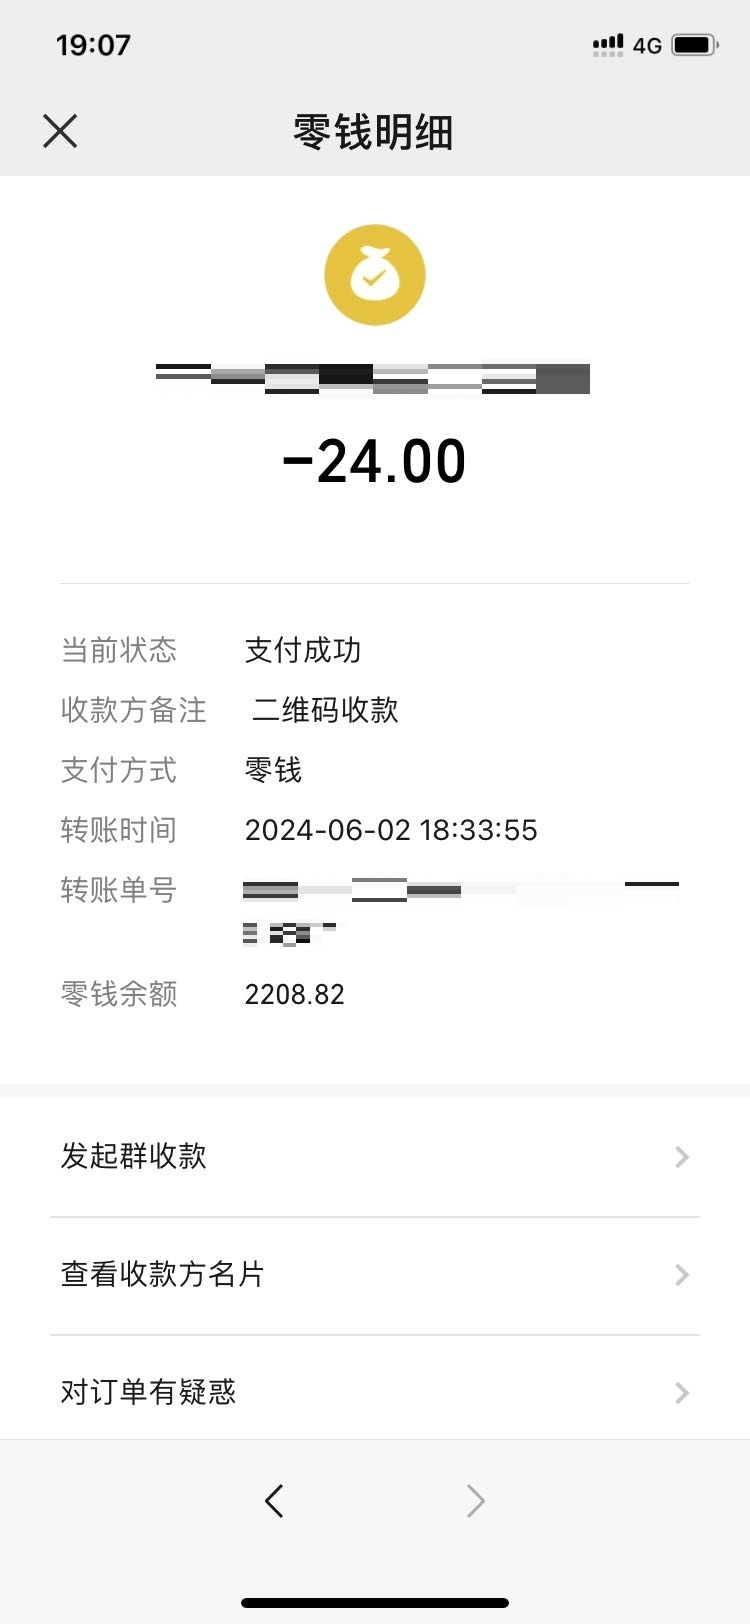 19:07
4G
零钱明细
-24.00
当前状态 支付成功
收款方备注 二维码收款
支付方式 零钱
转账时间 2024-06-02 18:33:55
转账单号
零钱余额 2208.82
发起群收款
查看收款方名片
对订单有疑惑